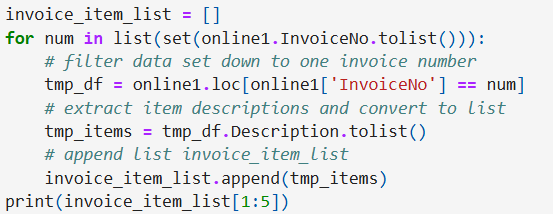 invoice_item_list = []
for num in list(set(online1.InvoiceNo.tolist())):
    # filter data set down to one invoice number
    tmp_df = online1.loc[online1['InvoiceNo'] == num]
    # extract item descriptions and convert to list
    tmp_items = tmp_df.Description.tolist()
    # append list invoice_item_list
    invoice_item_list.append(tmp_items)
print(invoice_item_list[1:5])